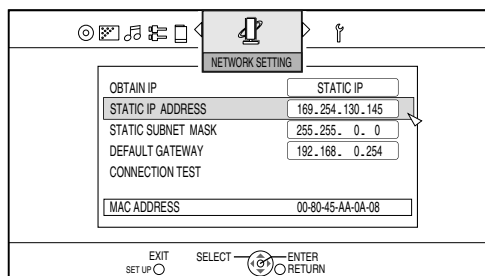 NETWORK SETTING
OBTAIN IP STATIC IP
STATIC IP ADDRESS 169.254.130.145
STATIC SUBNET MASK 255.255. 0. 0
DEFAULT GATEWAY 192.168. 0.254
CONNECTION TEST
MAC ADDRESS 00-80-45-AA-0A-08
EXIT SELECT ENTER
SET UP RETURN